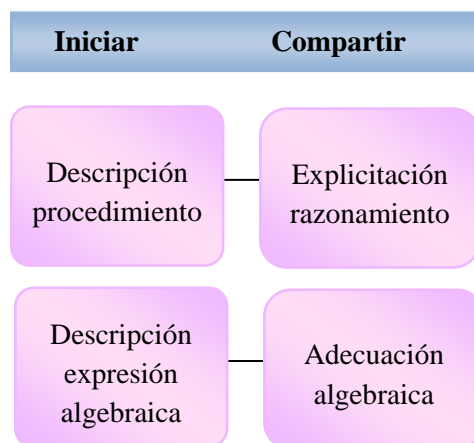 Iniciar Compartir
Descripción
procedimiento
Explicitación
razonamiento
Descripción
expresión
algebraica
Adecuación
algebraica